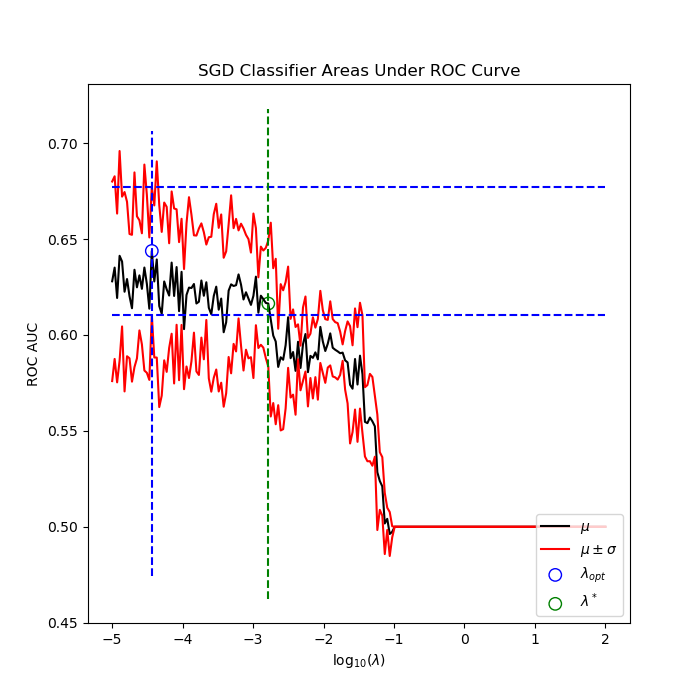 SGD Classifier Areas Under ROC Curve
ROC AUC
0.70
0.65
0.60
0.55
0.50
0.45
−5 −4 −3 −2 −1 0 1 2
log₁₀(λ)
μ
μ ± σ
λ_opt
λ*